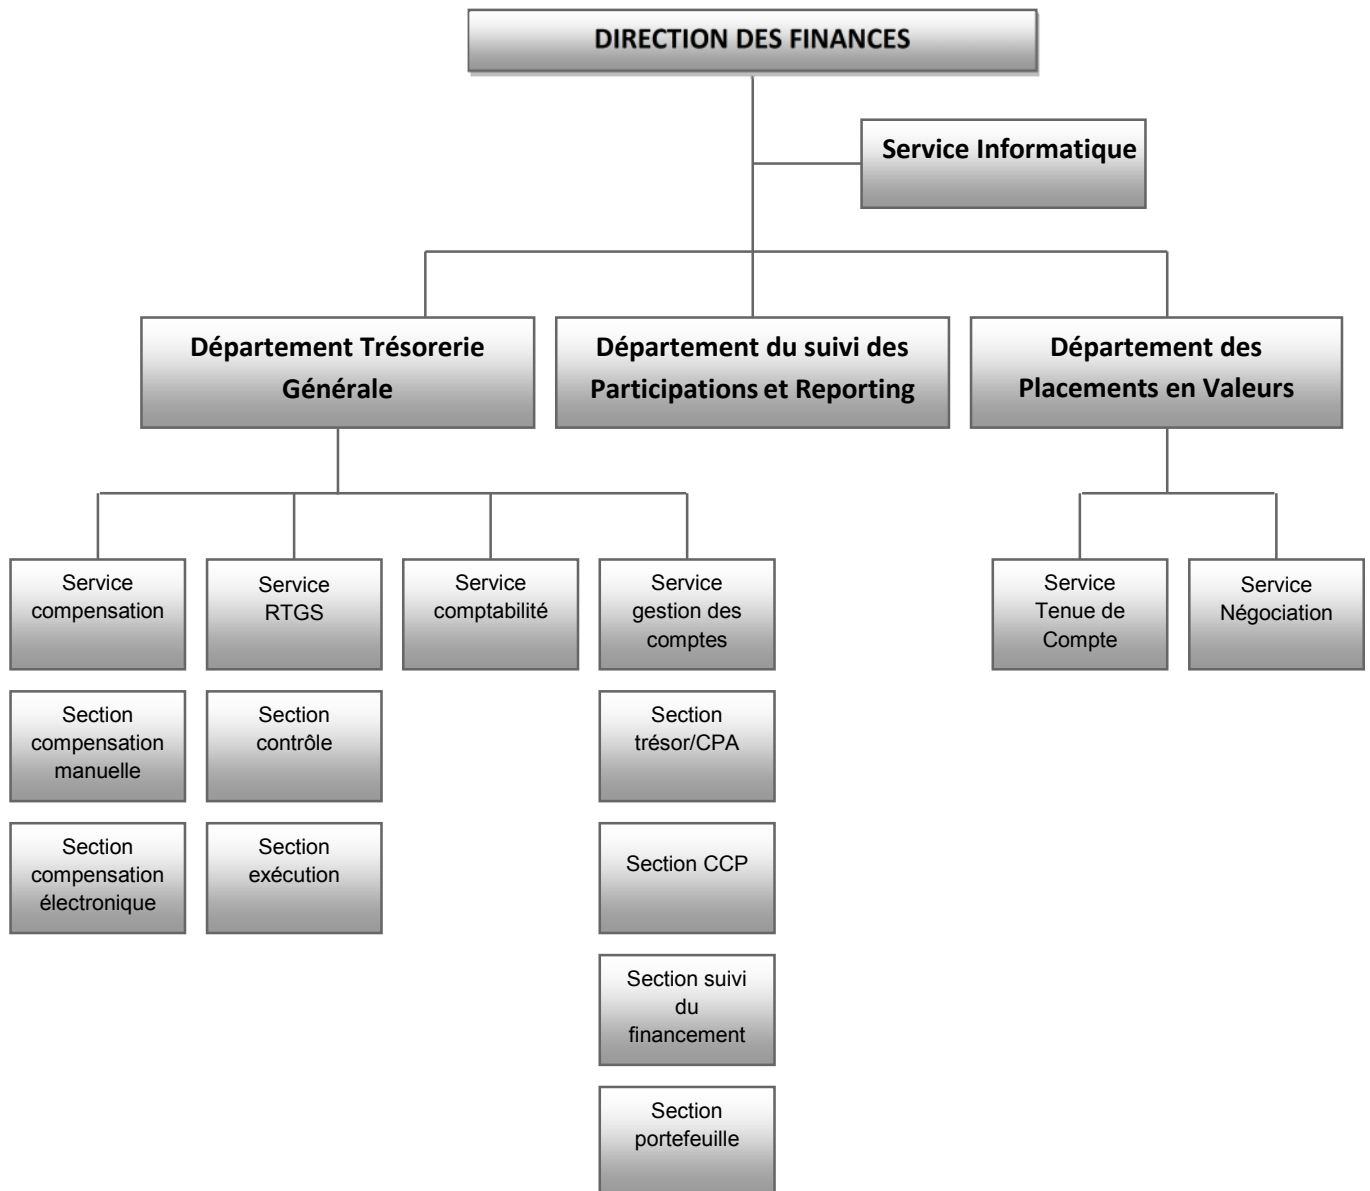 DIRECTION DES FINANCES
Service Informatique
Département Trésorerie
Générale
Département du suivi des
Participations et Reporting
Département des
Placements en Valeurs
Service
compensation
Service
RTGS
Service
comptabilité
Service
gestion des
comptes
Service
Tenue de
Compte
Service
Négociation
Section
compensation
manuelle
Section
contrôle
Section
trésor/CPA
Section
compensation
électronique
Section
exécution
Section CCP
Section suivi
du
financement
Section
portefeuille